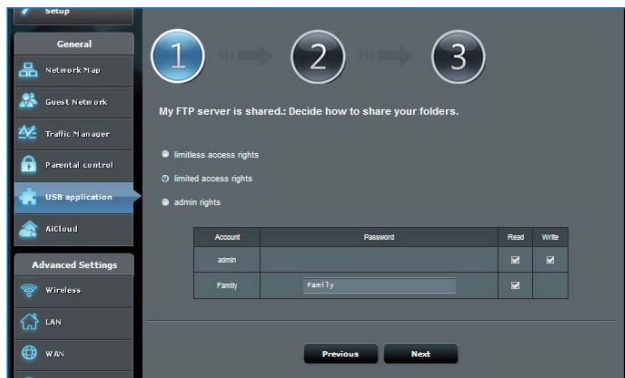 Setup
General
Network Map
Guest Network
Traffic Manager
Parental control
USB application
AiCloud
Advanced Settings
Wireless
LAN
WAN
1
2
3
My FTP server is shared.: Decide how to share your folders.
limitless access rights
limited access rights
admin rights
Account Password Read Write
admin
Family Family
Previous Next